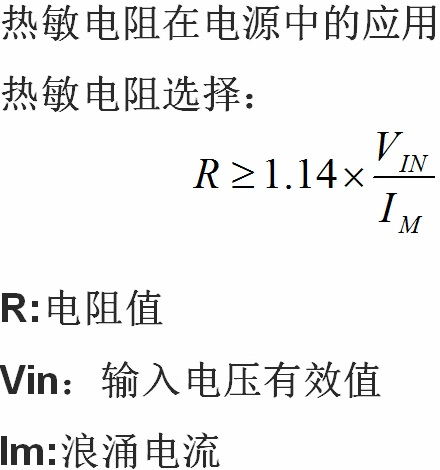 热敏电阻在电源中的应用
热敏电阻选择：
R ≥ 1.14 × V_IN / I_M
R:电阻值
Vin：输入电压有效值
Im:浪涌电流